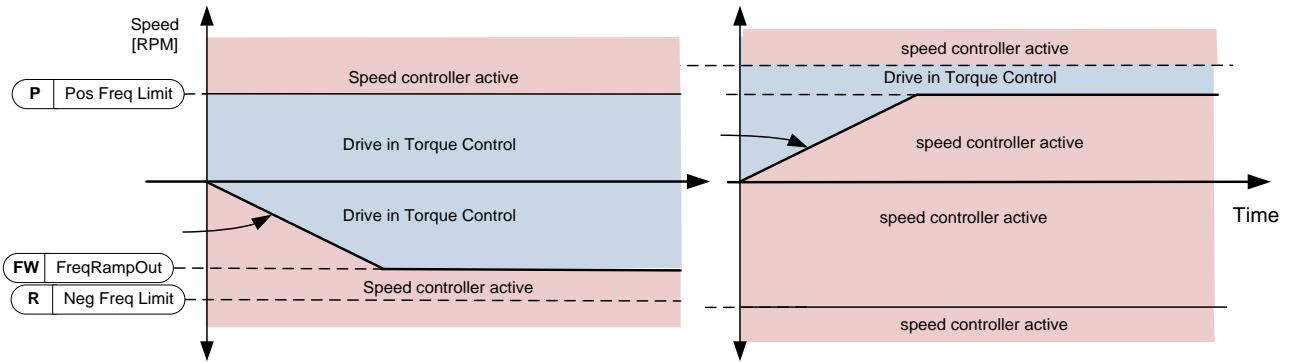 Speed
[RPM]
Speed controller active
P Pos Freq Limit
Drive in Torque Control
Drive in Torque Control
FW FreqRampOut
Speed controller active
R Neg Freq Limit
speed controller active
Drive in Torque Control
speed controller active
speed controller active
Time
speed controller active